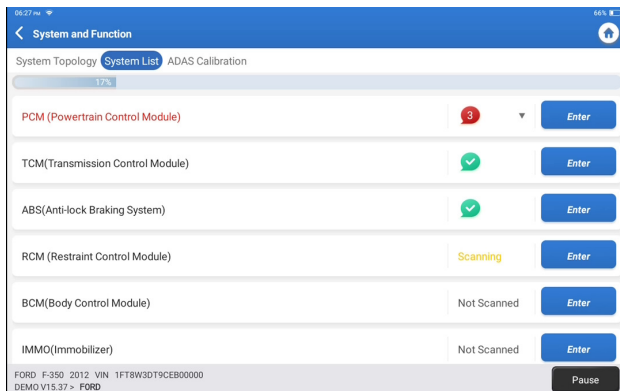 06:27 PM 66%
System and Function
System Topology System List ADAS Calibration
17%
PCM (Powertrain Control Module) 3 Enter
TCM(Transmission Control Module) Enter
ABS(Anti-lock Braking System) Enter
RCM (Restraint Control Module) Scanning Enter
BCM(Body Control Module) Not Scanned Enter
IMMO(Immobilizer) Not Scanned Enter
FORD F-350 2012 VIN 1FT8W3DT9CEB00000
DEMO V15.37 > FORD
Pause